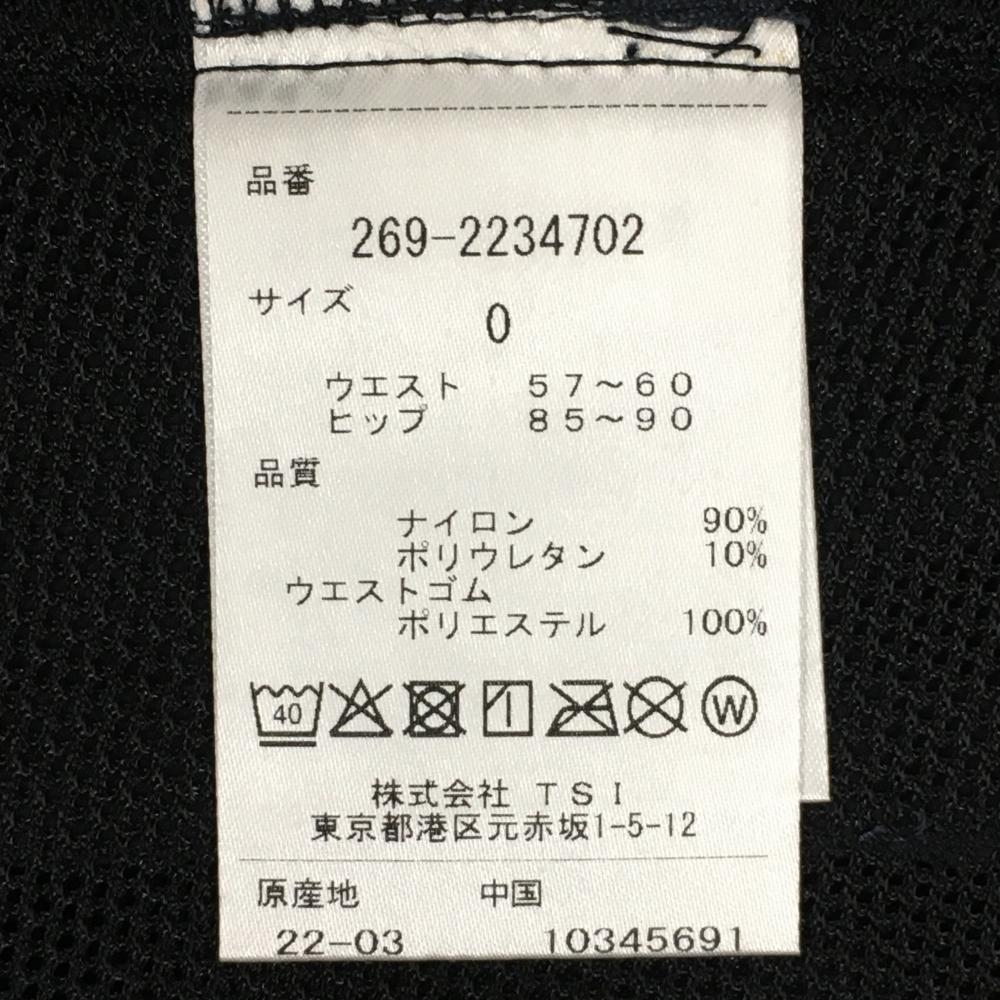 品番
269-2234702
サイズ
0
ウエスト 57～60
ヒップ 85～90
品質
ナイロン 90%
ポリウレタン 10%
ウエストゴム
ポリエステル 100%
40 W
株式会社 TSI
東京都港区元赤坂1-5-12
原産地 中国
22-03 10345691